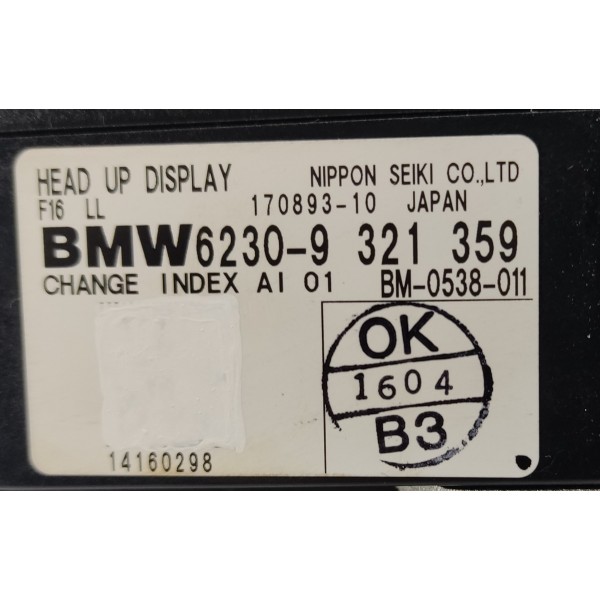 HEAD UP DISPLAY NIPPON SEIKI CO.,LTD
F16 LL 170893-10 JAPAN
BMW6230-9 321 359
CHANGE INDEX AI 01 BM-0538-011
OK
1604
B3
14160298